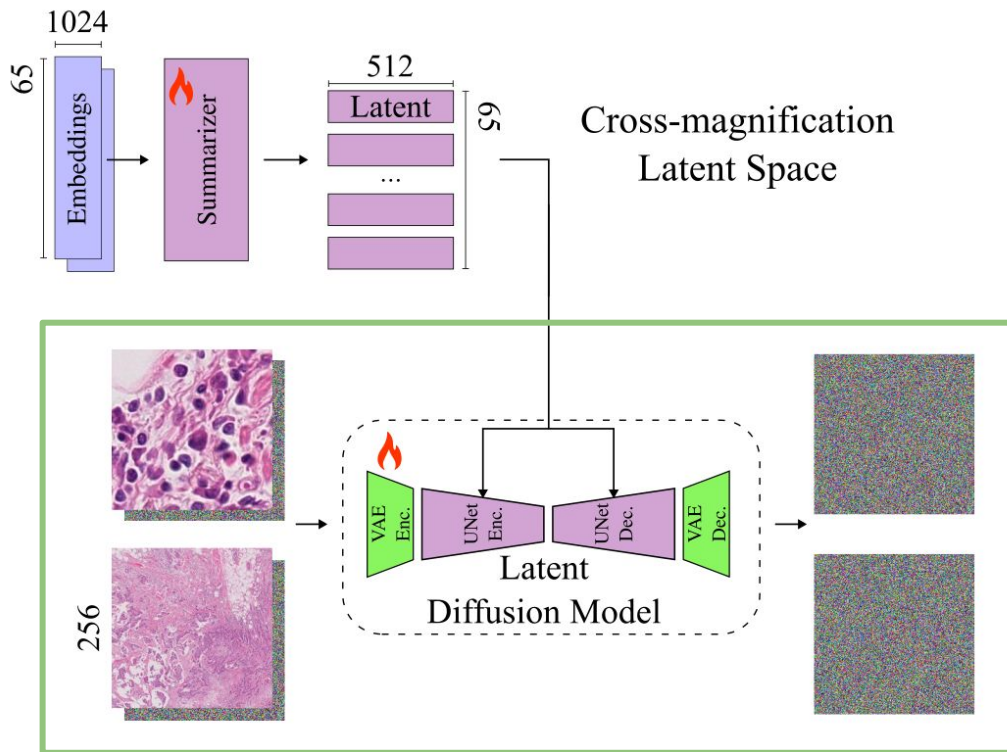 1024
65
Embeddings
Summarizer
512
Latent
...
65
Cross-magnification
Latent Space
256
VAE
Enc.
UNet
Enc.
UNet
Dec.
VAE
Dec.
Latent
Diffusion Model